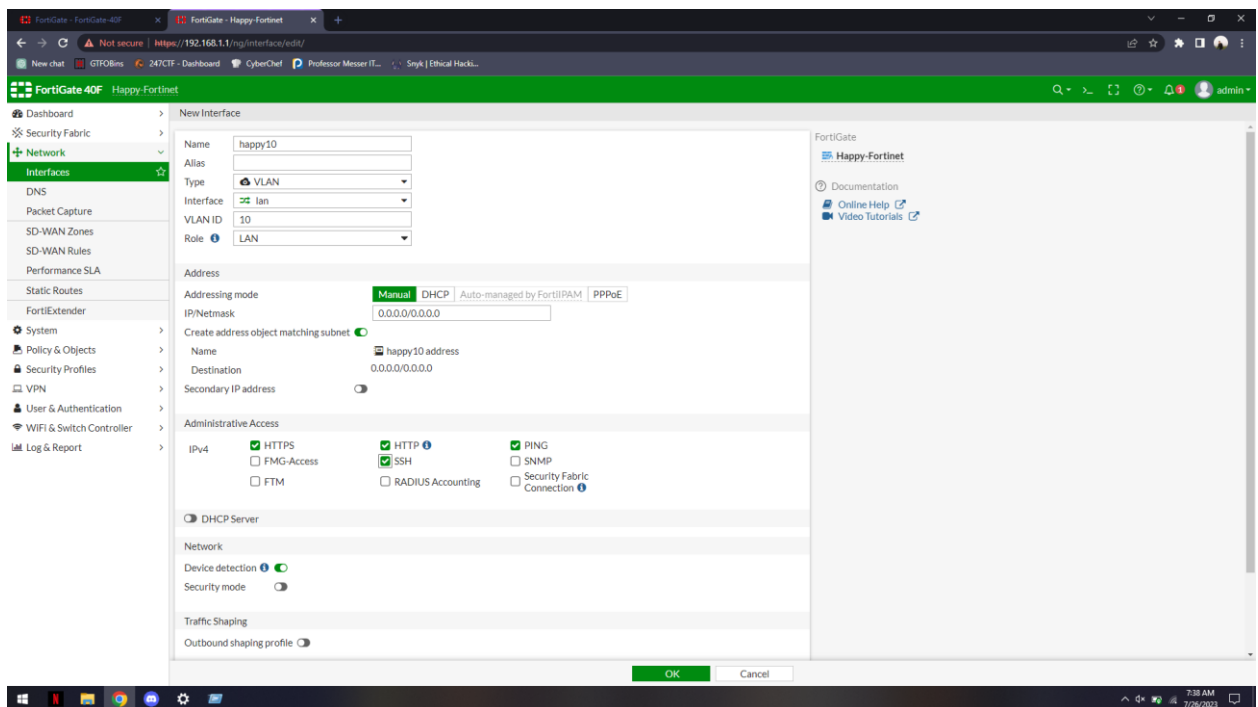 FortiGate - FortiGate-40F
FortiGate - Happy-Fortinet
Not secure https://192.168.1.1/ng/interface/edit/
New chat GTFOBins 247CTF - Dashboard CyberChef Professor Messer IT... Snyk | Ethical Hacki...
FortiGate 40F Happy-Fortinet
1 admin
Dashboard
Security Fabric
Network
Interfaces
DNS
Packet Capture
SD-WAN Zones
SD-WAN Rules
Performance SLA
Static Routes
FortiExtender
System
Policy & Objects
Security Profiles
VPN
User & Authentication
WiFi & Switch Controller
Log & Report
New Interface
Name happy10
Alias
Type VLAN
Interface lan
VLAN ID 10
Role LAN
Address
Addressing mode Manual DHCP Auto-managed by FortiIPAM PPPoE
IP/Netmask 0.0.0.0/0.0.0.0
Create address object matching subnet
Name happy10 address
Destination 0.0.0.0/0.0.0.0
Secondary IP address
Administrative Access
IPv4 HTTPS HTTP PING
FMG-Access SSH SNMP
FTM RADIUS Accounting Security Fabric
Connection
DHCP Server
Network
Device detection
Security mode
Traffic Shaping
Outbound shaping profile
OK Cancel
FortiGate
Happy-Fortinet
Documentation
Online Help
Video Tutorials
7:38 AM
7/26/2023